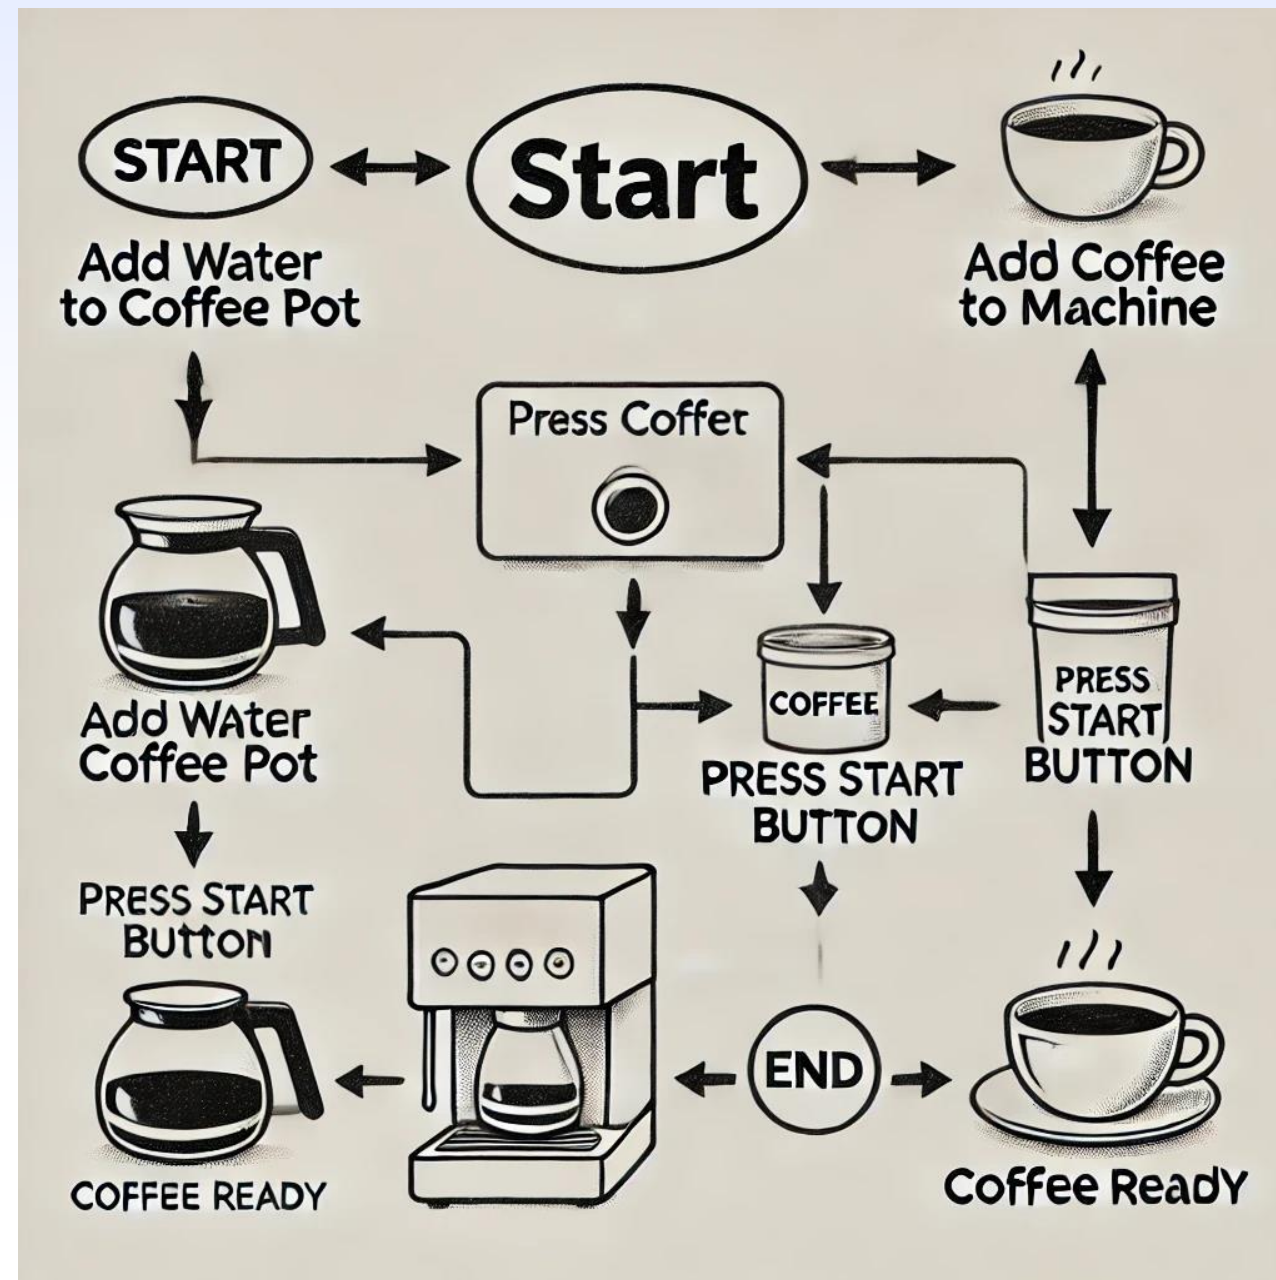 START
Start
Add Water
to Coffee Pot
Add Coffee
to Machine
Press Coffer
COFFEE
PRESS
START
BUTTON
Add WAter
Coffee Pot
PRESS START
BUTTON
PRESS START
BUTTON
END
COFFEE READY
Coffee ReadY